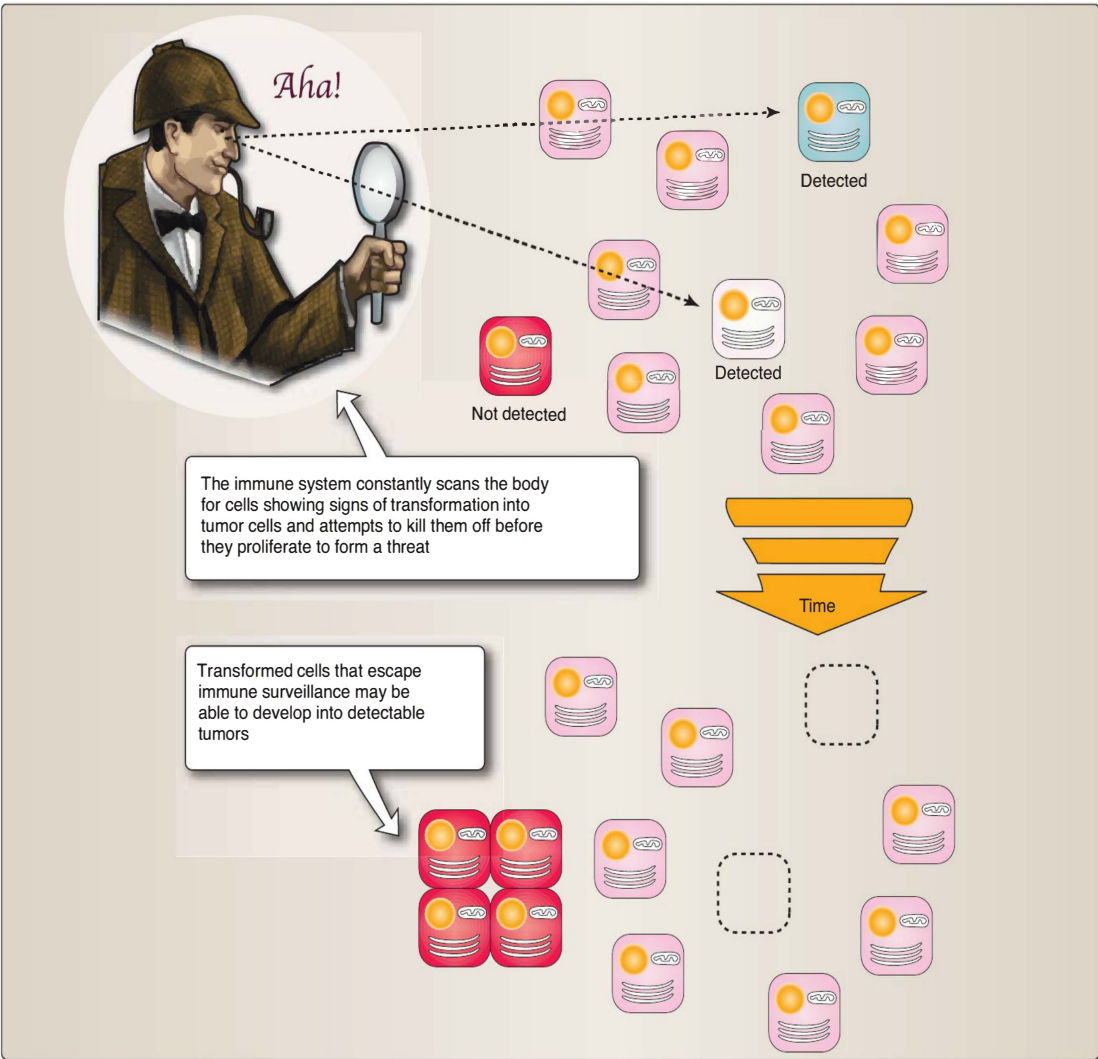 Aha!
Detected
Detected
Not detected
The immune system constantly scans the body
for cells showing signs of transformation into
tumor cells and attempts to kill them off before
they proliferate to form a threat
Time
Transformed cells that escape
immune surveillance may be
able to develop into detectable
tumors